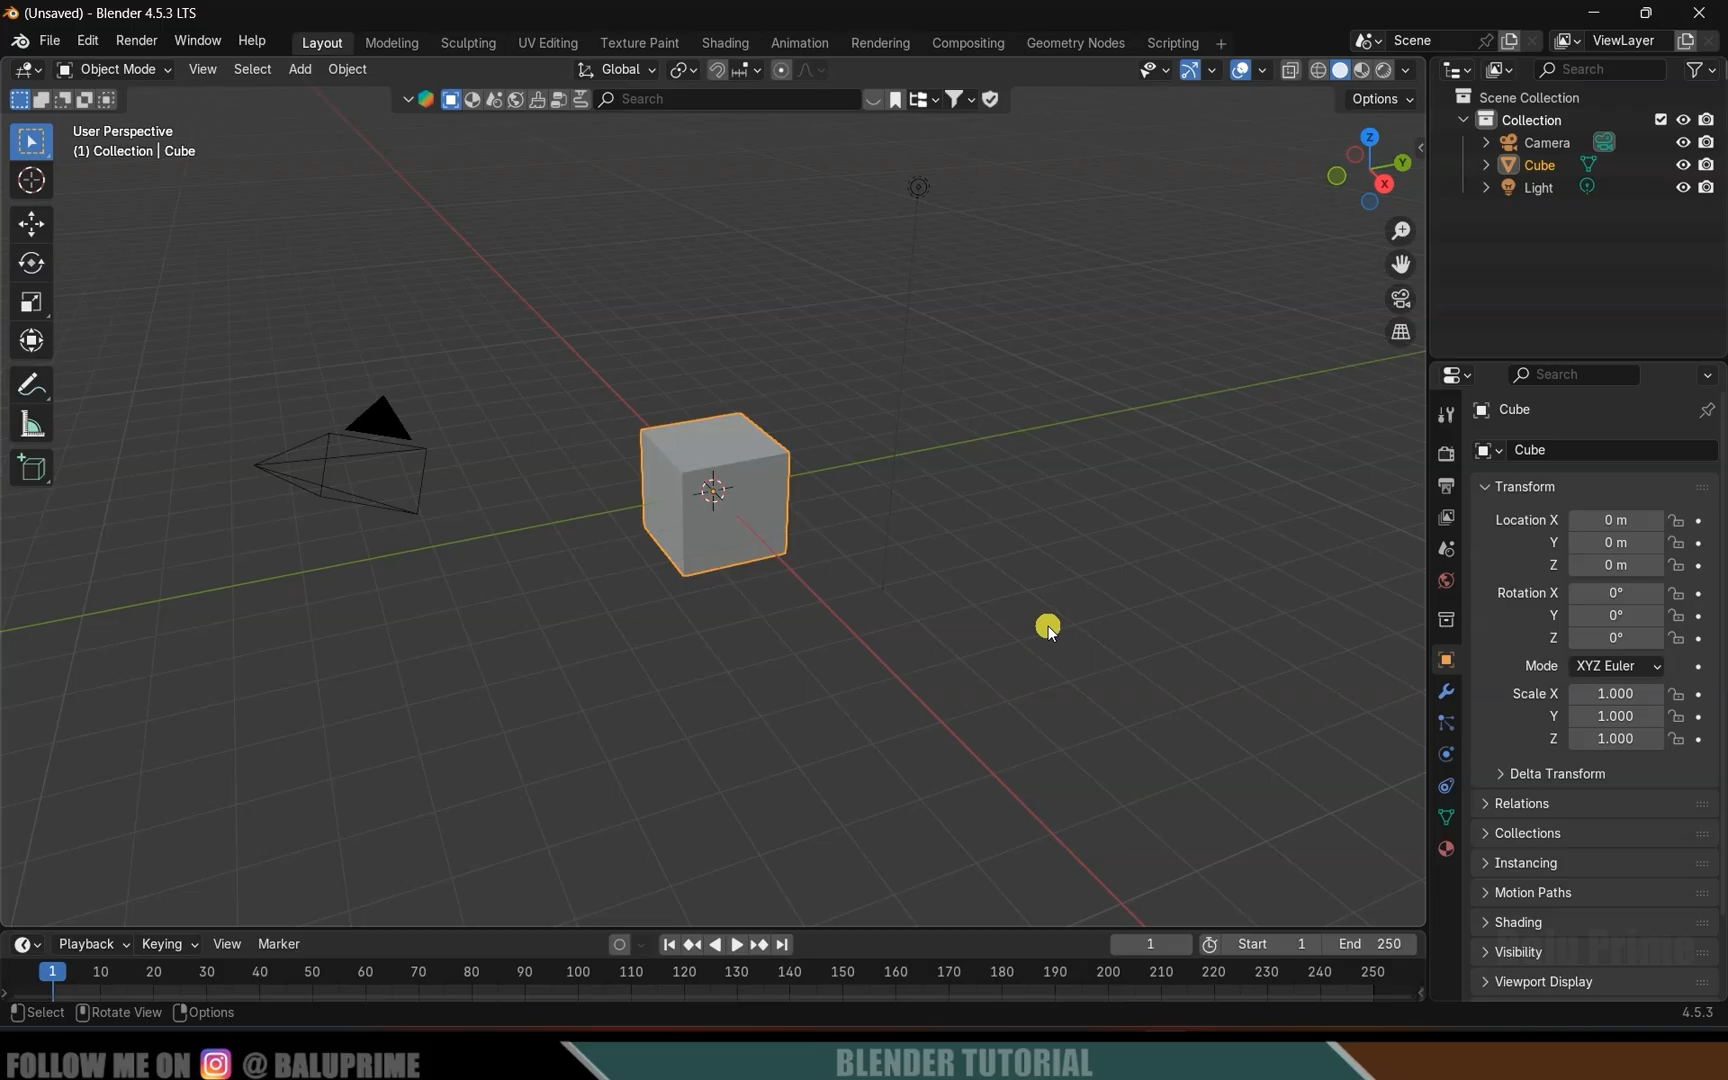 (Unsaved) - Blender 4.5.3 LTS
File Edit Render Window Help Layout Modeling Sculpting UV Editing Texture Paint Shading Animation Rendering Compositing Geometry Nodes Scripting + Scene ViewLayer
Object Mode View Select Add Object Global Search
Search Options
User Perspective
(1) Collection | Cube
Z
Y
X
Scene Collection
Collection
Camera
Cube
Light
Search
Cube
Cube
Transform
Location X 0 m
Y 0 m
Z 0 m
Rotation X 0°
Y 0°
Z 0°
Mode XYZ Euler
Scale X 1.000
Y 1.000
Z 1.000
Delta Transform
Relations
Collections
Instancing
Motion Paths
Shading
Visibility
Viewport Display
Playback Keying View Marker 1 Start 1 End 250
1 10 20 30 40 50 60 70 80 90 100 110 120 130 140 150 160 170 180 190 200 210 220 230 240 250
Select Rotate View Options 4.5.3
FOLLOW ME ON @ BALUPRIME BLENDER TUTORIAL